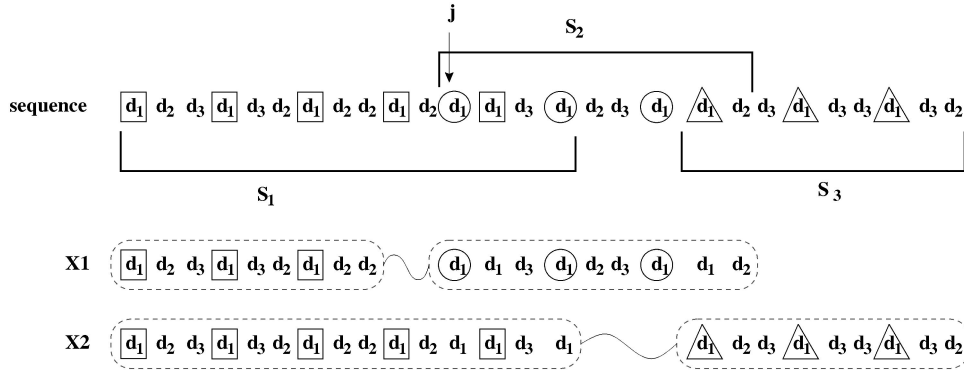 j
S2
sequence d1 d2 d3 d1 d3 d2 d1 d2 d2 d1 d2 d1 d1 d3 d1 d2 d3 d1 d1 d2 d3 d1 d3 d3 d1 d3 d2
S1 S3
X1 d1 d2 d3 d1 d3 d2 d1 d2 d2 d1 d1 d3 d1 d2 d3 d1 d1 d2
X2 d1 d2 d3 d1 d3 d2 d1 d2 d2 d1 d2 d1 d1 d3 d1 d1 d2 d3 d1 d3 d3 d1 d3 d2